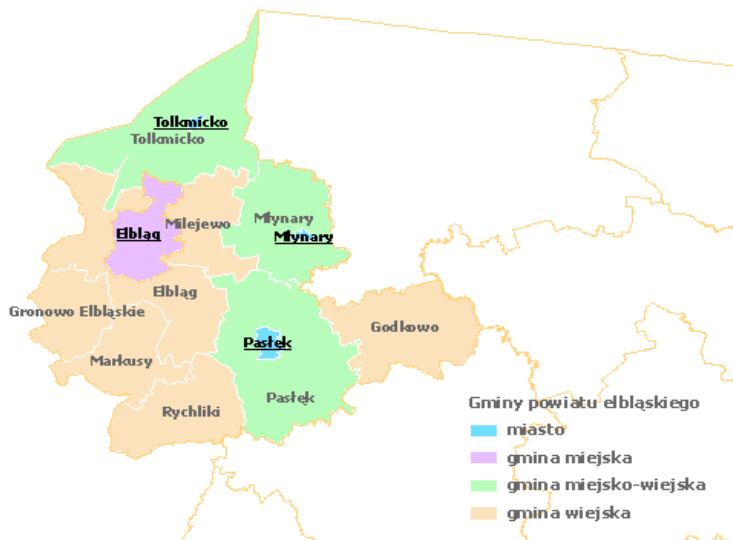 Tolkmicko
Tolkmicko
Młynary
Milejewo
Elbląg
Młynary
Elbląg
Gronowo Elbląskie
Godkowo
Pasłęk
Markusy
Pasłęk
Rychliki
Gminy powiatu elbląskiego
miasto
gmina miejska
gmina miejsko-wiejska
gmina wiejska